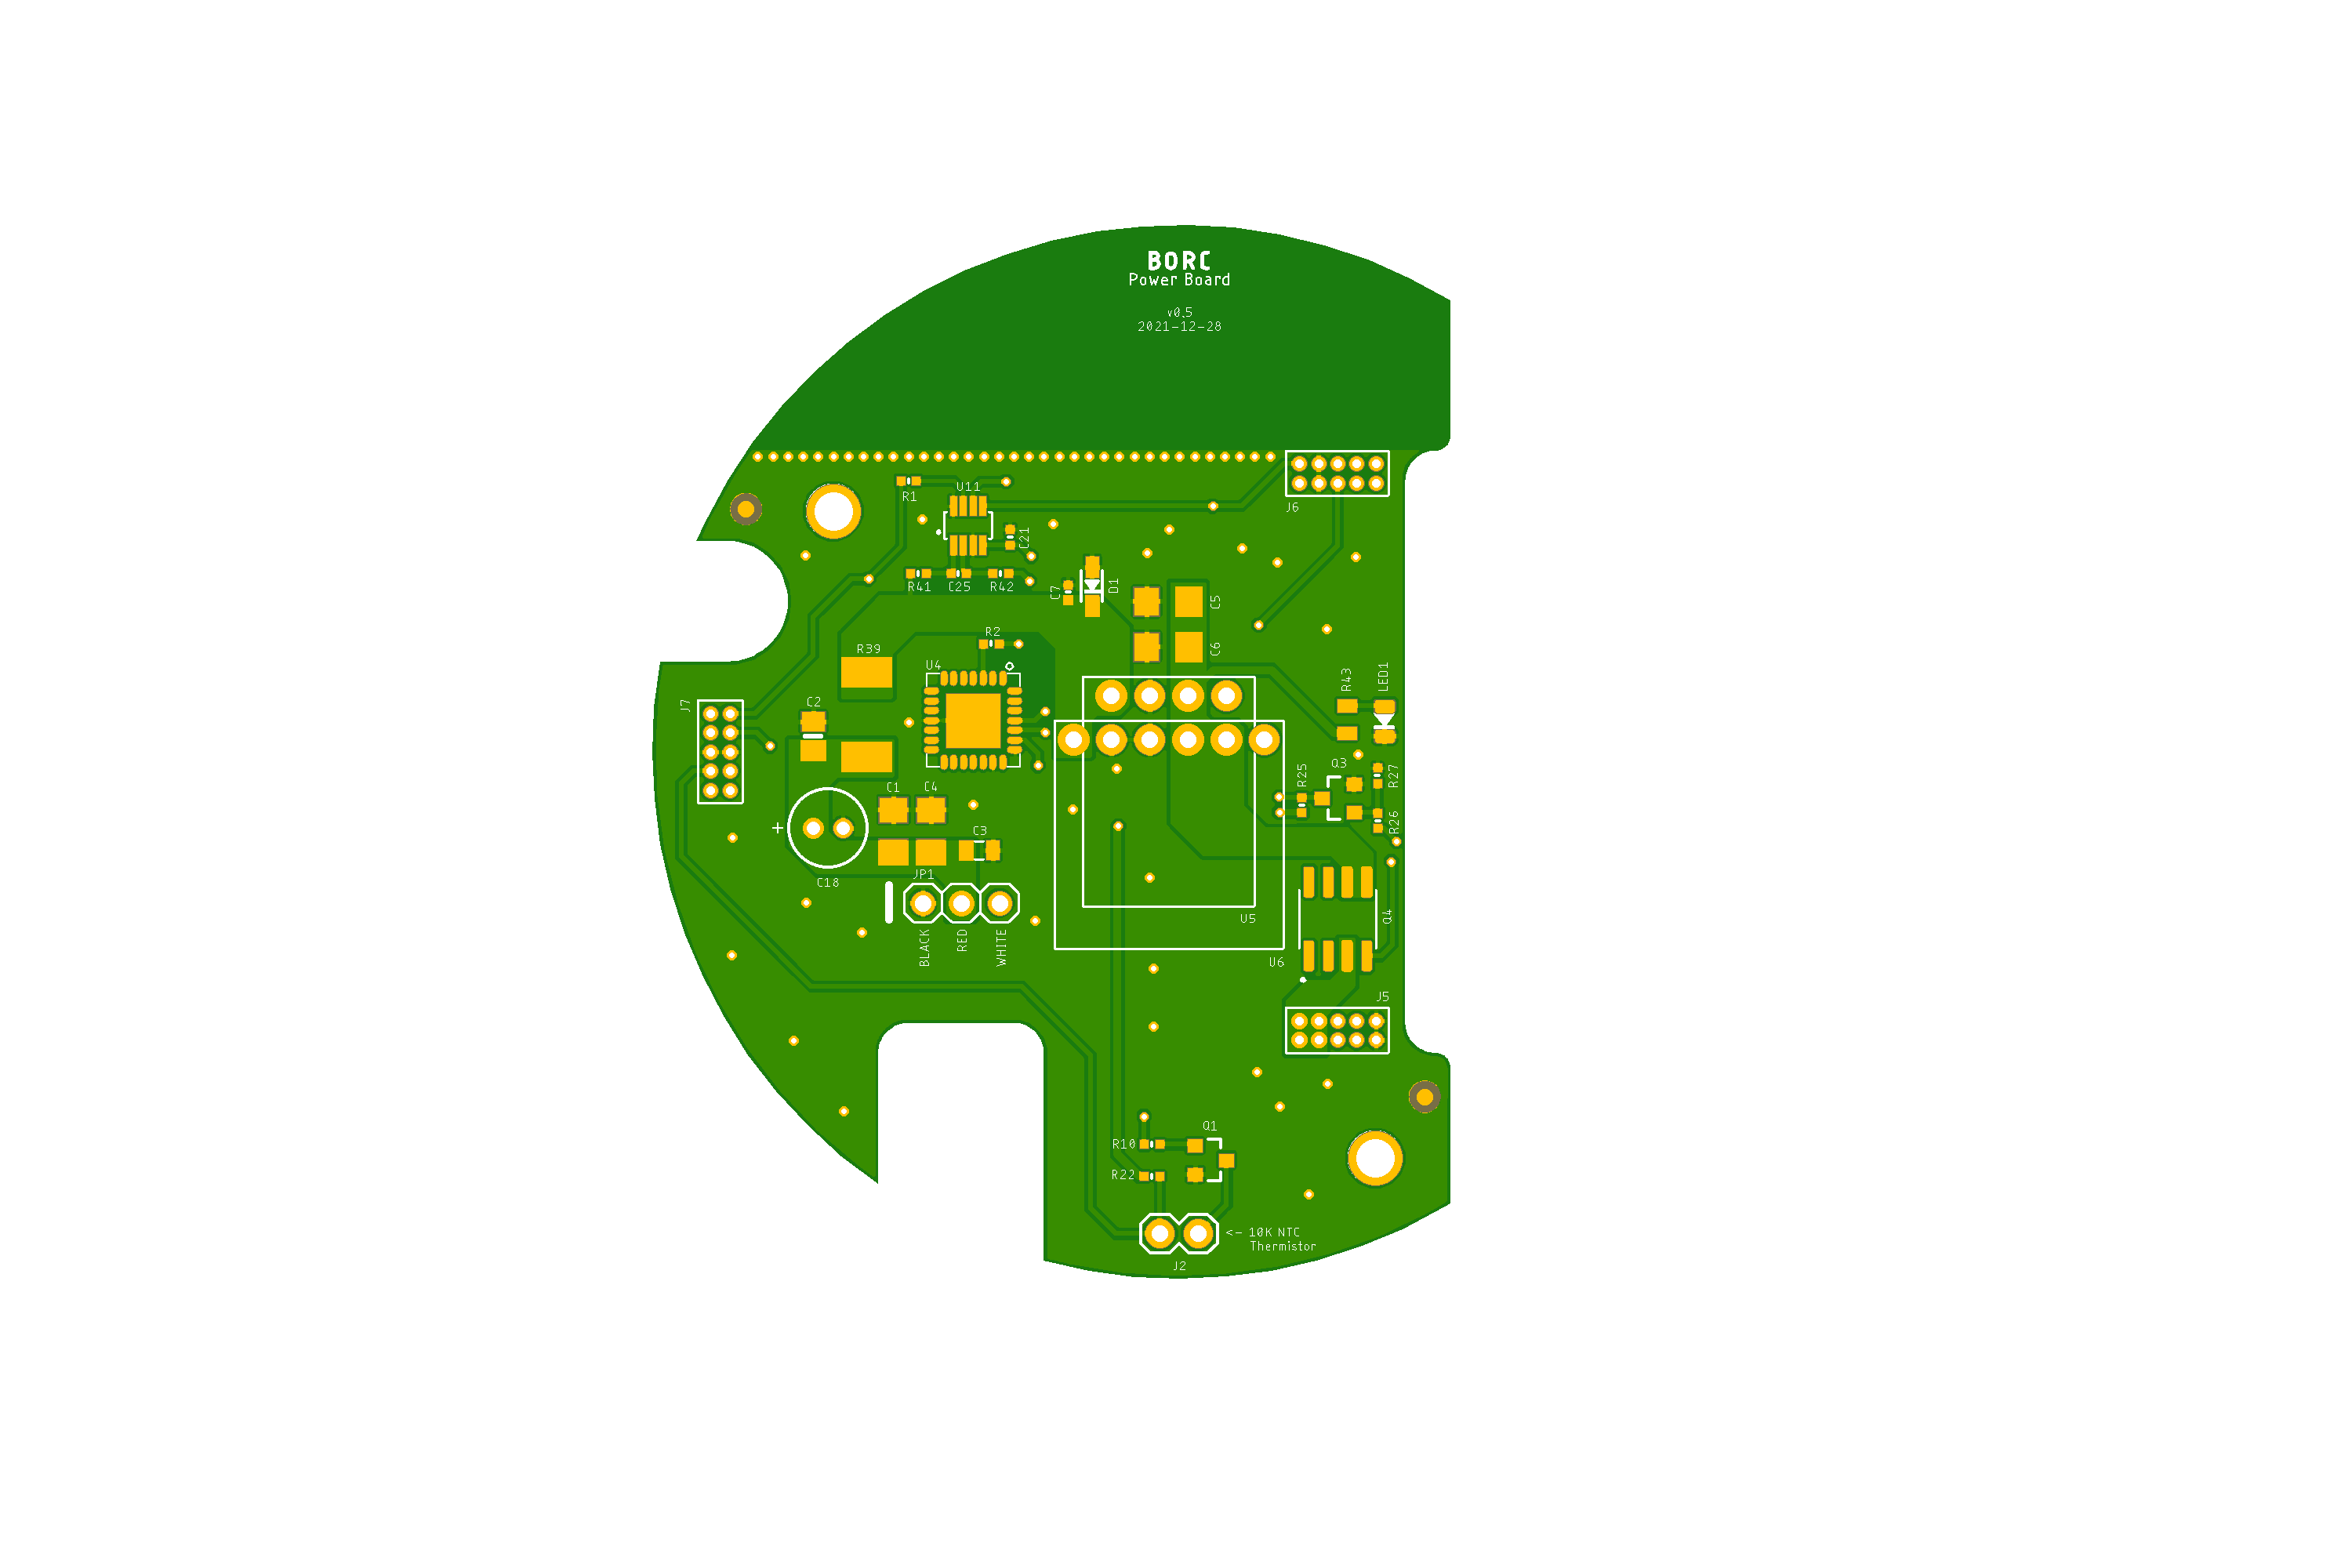 BORC
Power Board
v0.5
2021-12-28
U11
R1
J6
C21
R41
C25
R42
C7
D1
C5
R2
C6
R39
U4
R43
LED1
J7
C2
Q3
R25
R27
C1
C4
R26
C3
+
JP1
C18
U5
Q4
BLACK
RED
WHITE
U6
J5
Q1
R10
R22
<- 10K NTC
Thermistor
J2